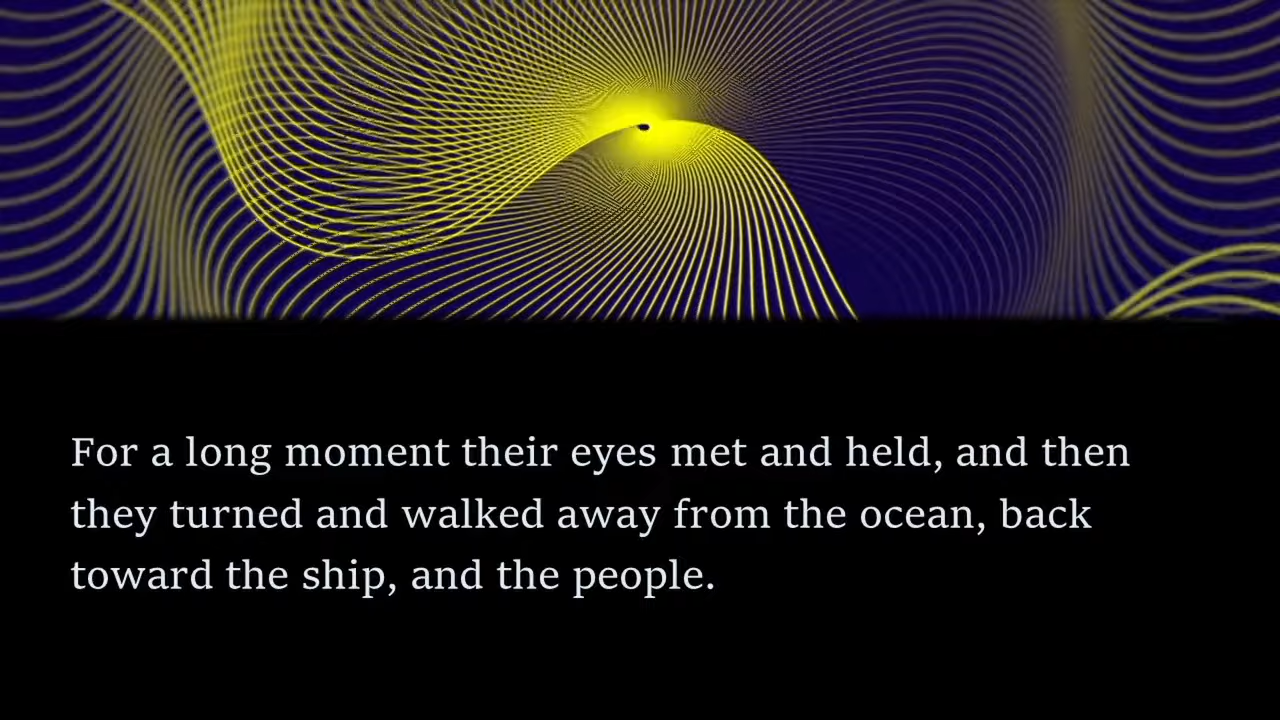 For a long moment their eyes met and held, and then
they turned and walked away from the ocean, back
toward the ship, and the people.